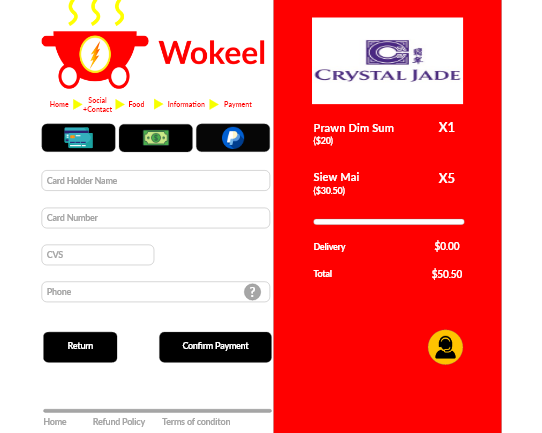 Wokeel
Home
Social
+Contact
Food
Information
Payment
Card Holder Name
Card Number
CVS
Phone
?
Return
Confirm Payment
Home
Refund Policy
Terms of conditon
C
國
萃
CRYSTAL JADE
Prawn Dim Sum X1
($20)
Siew Mai X5
($30.50)
Delivery $0.00
Total $50.50